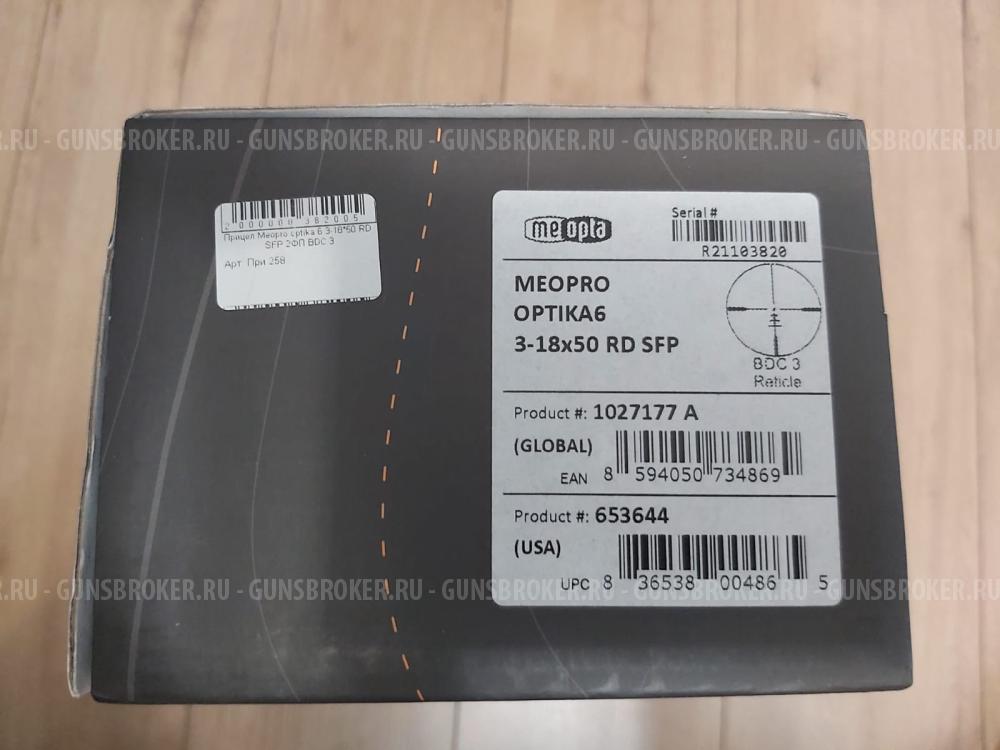 .RU - GUNSBROKER.RU - GUNSBROKER.RU - GUNSBROKER.RU - GUNSBROKER.RU - GUNSBROKER.RU
2 000000 382005
Прицел Meopro optika 6 3-18*50 RD
SFP 2ФП BDC 3
Арт. При 258
meopta
Serial #
R21103820
MEOPRO
OPTIKA6
3-18x50 RD SFP
BDC 3
Reticle
Product #: 1027177 A
(GLOBAL)
EAN 8 594050 734869
Product #: 653644
(USA)
UPC 8 36538 00486 5
.RU - GUNSBROKER.RU - GUNSBROKER.RU - GUNSBROKER.RU - GUNSBROKER.RU - GUNSBROKER.RU